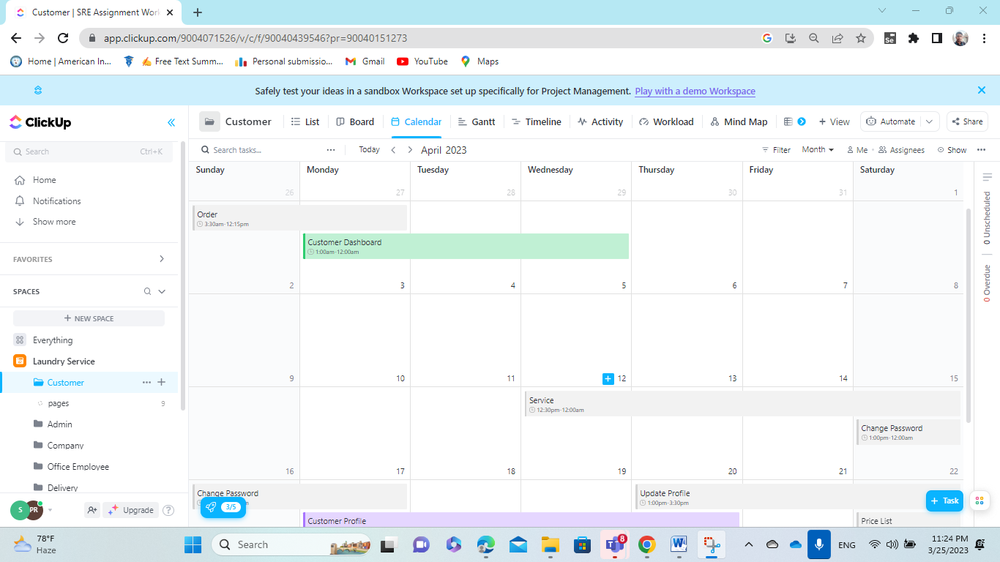 Customer | SRE Assignment Work
app.clickup.com/9004071526/v/c/f/90040439546?pr=90040151273
Home | American In... Free Text Summ... Personal submissio... Gmail YouTube Maps
Safely test your ideas in a sandbox Workspace set up specifically for Project Management. Play with a demo Workspace
ClickUp
Customer List Board Calendar Gantt Timeline Activity Workload Mind Map + View Automate Share
Search Ctrl+K
Search tasks... Today April 2023 Filter Month Me Assignees Show
Home
Notifications
Show more
FAVORITES
SPACES
+ NEW SPACE
Everything
Laundry Service
Customer
pages 9
Admin
Company
Office Employee
Delivery
S PR Upgrade
Sunday Monday Tuesday Wednesday Thursday Friday Saturday
26 27 28 29 30 31 1
Order
3:30am-12:15pm
Customer Dashboard
1:00am-12:00am
2 3 4 5 6 7 8
9 10 11 12 13 14 15
Service
12:30pm-12:00am
Change Password
1:00pm-12:00am
16 17 18 19 20 21 22
Change Password
3/5
Update Profile
1:00pm-3:30pm
Customer Profile
Price List
+ Task
0 Unscheduled
0 Overdue
78°F
Haze
Search
8
ENG
11:24 PM
3/25/2023